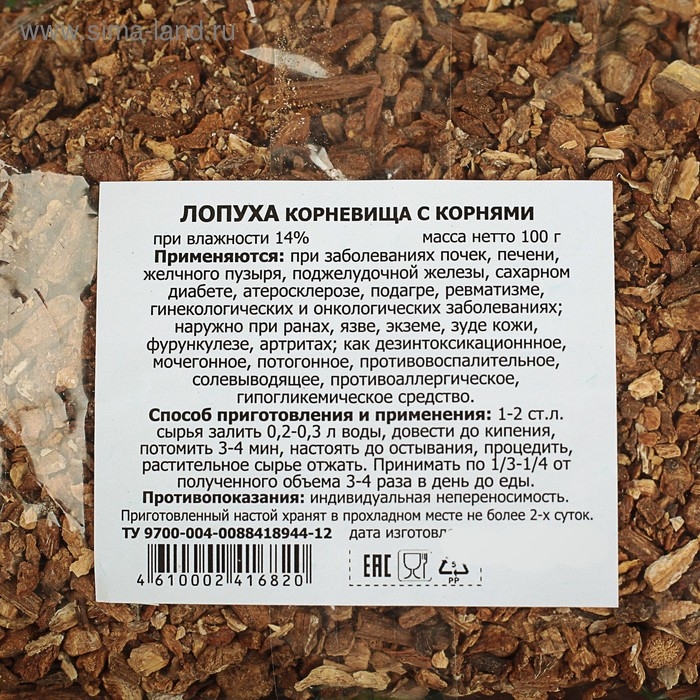 www.sima-land.ru
ЛОПУХА КОРНЕВИЩА С КОРНЯМИ
при влажности 14% масса нетто 100 г
Применяются: при заболеваниях почек, печени,
желчного пузыря, поджелудочной железы, сахарном
диабете, атеросклерозе, подагре, ревматизме,
гинекологических и онкологических заболеваниях;
наружно при ранах, язве, экземе, зуде кожи,
фурункулезе, артритах; как дезинтоксикационнное,
мочегонное, потогонное, противовоспалительное,
солевыводящее, противоаллергическое,
гипогликемическое средство.
Способ приготовления и применения: 1-2 ст.л.
сырья залить 0,2-0,3 л воды, довести до кипения,
потомить 3-4 мин, настоять до остывания, процедить,
растительное сырье отжать. Принимать по 1/3-1/4 от
полученного объема 3-4 раза в день до еды.
Противопоказания: индивидуальная непереносимость.
Приготовленный настой хранят в прохладном месте не более 2-х суток.
ТУ 9700-004-0088418944-12 дата изготовл
4 610002 416820 EAC 5 PP